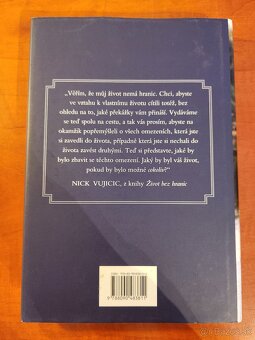 „Věřím, že můj život nemá hranic. Chci, abyste
ve vztahu k vlastnímu životu cítili totéž, bez
ohledu na to, jaké překážky vám přináší. Vydáváme
se teď spolu na cestu, a tak vás prosím, abyste na
okamžik popřemýšleli o všech omezeních, která jste
si zavedli do života, případně která jste si nechali do
života zavést druhými. Teď si představte, jaké by
bylo zbavit se těchto omezení. Jaký by byl váš život,
pokud by bylo možné cokoliv?“
NICK VUJICIC, z knihy Život bez hranic
9788090483811